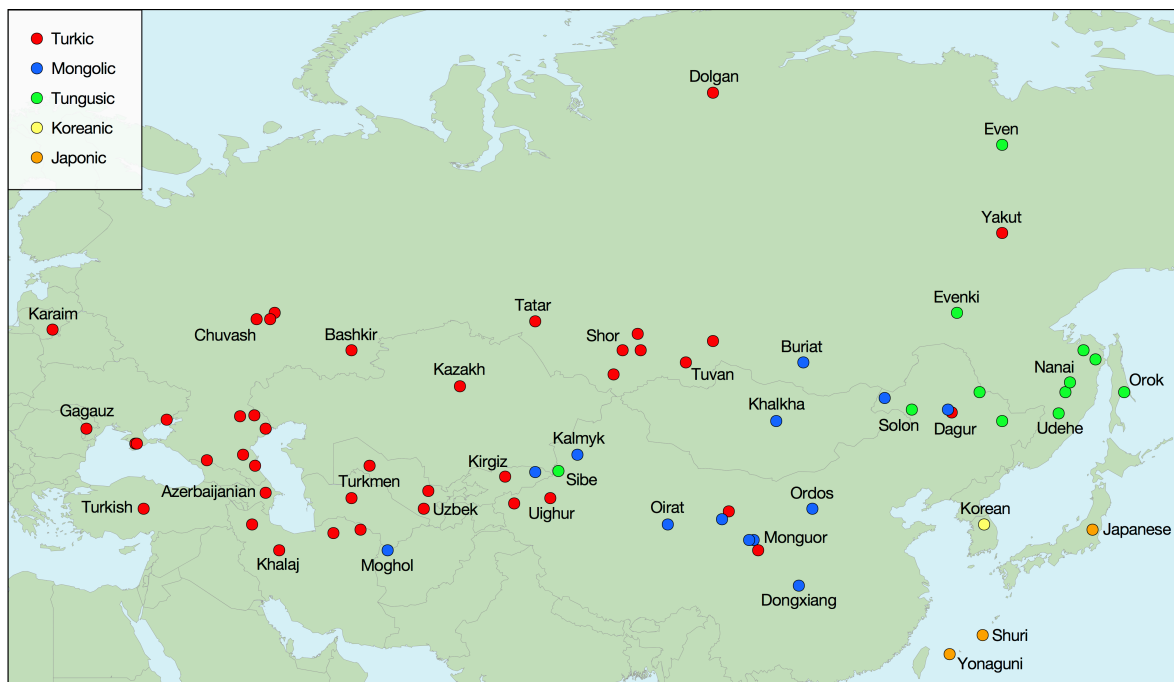 Turkic
Mongolic
Tungusic
Koreanic
Japonic
Dolgan
Even
Yakut
Evenki
Karaim
Chuvash
Bashkir
Tatar
Shor
Tuvan
Buriat
Nanai
Orok
Kazakh
Gagauz
Khalkha
Solon
Dagur
Udehe
Kalmyk
Kirgiz
Sibe
Turkmen
Azerbaijanian
Turkish
Uzbek
Uighur
Oirat
Ordos
Korean
Monguor
Japanese
Khalaj
Moghol
Dongxiang
Shuri
Yonaguni